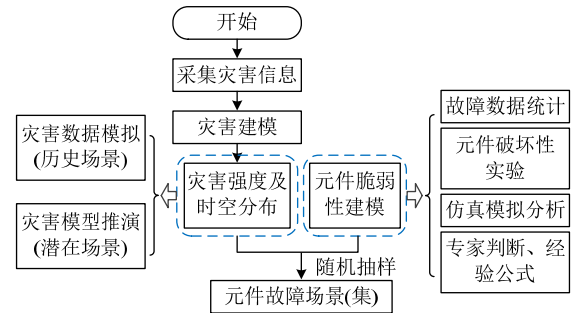 开始
采集灾害信息
灾害建模
灾害数据模拟
(历史场景)
灾害模型推演
(潜在场景)
灾害强度及
时空分布
元件脆弱
性建模
故障数据统计
元件破坏性
实验
仿真模拟分析
专家判断、经
验公式
随机抽样
元件故障场景(集)